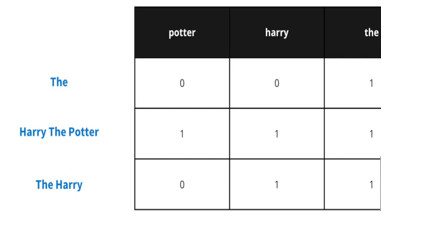 potter harry the
The 0 0 1
Harry The Potter 1 1 1
The Harry 0 1 1